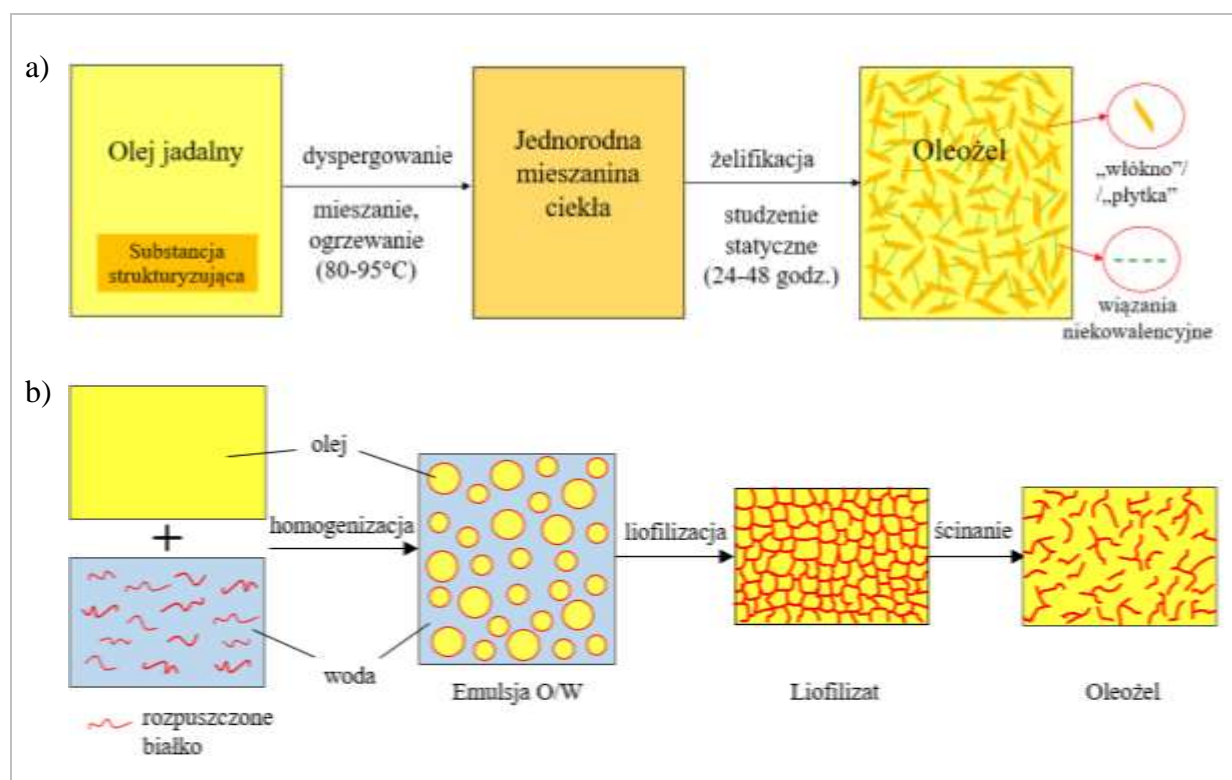 a)
Olej jadalny
Substancja
strukturyzująca
dyspergowanie
mieszanie,
ogrzewanie
(80-95°C)
Jednorodna
mieszanina
ciekła
żelifikacja
studzenie
statyczne
(24-48 godz.)
Oleożel
„włókno”/
/„płytka”
wiązania
niekowalencyjne
b)
olej
+
homogenizacja
woda
rozpuszczone
białko
Emulsja O/W
liofilizacja
Liofilizat
ścinanie
Oleożel